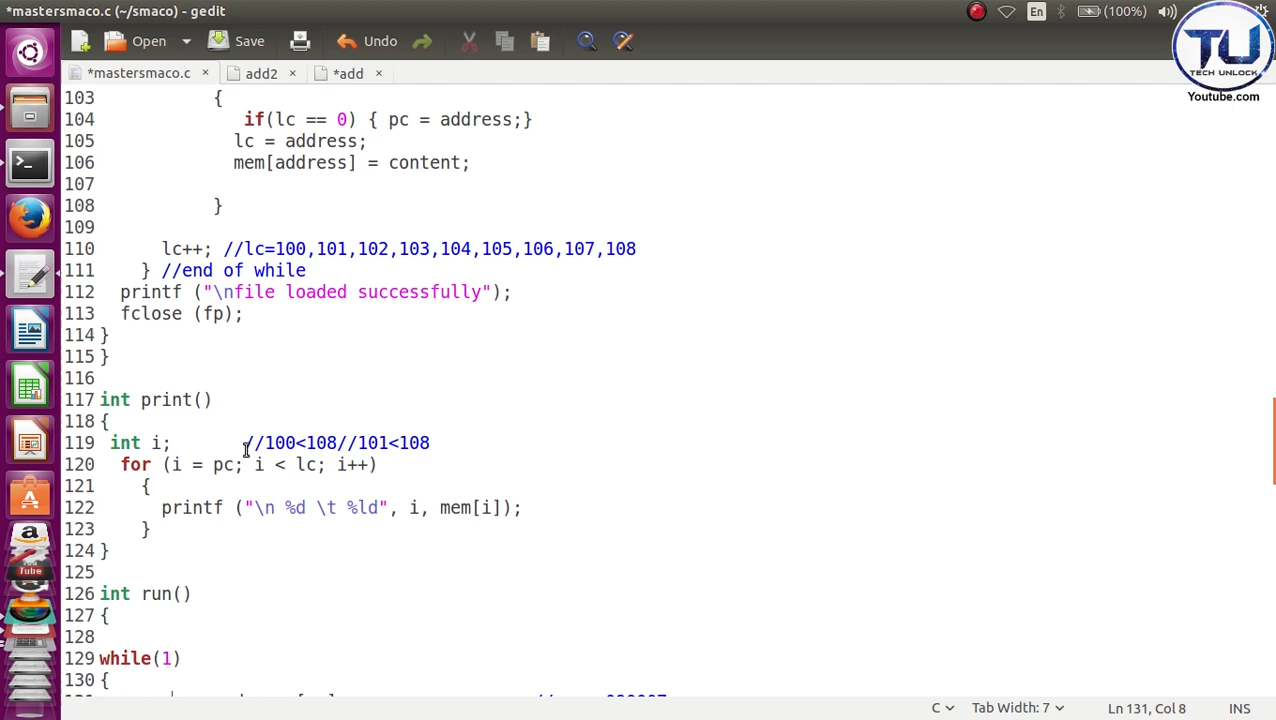 *mastersmaco.c (~/smaco) - gedit
En (100%)
Open Save Undo
*mastersmaco.c × add2 × *add ×
TU
TECH UNLOCK
Youtube.com
103 {
104 if(lc == 0) { pc = address;}
105 lc = address;
106 mem[address] = content;
107
108 }
109
110 lc++; //lc=100,101,102,103,104,105,106,107,108
111 } //end of while
112 printf ("\nfile loaded successfully");
113 fclose (fp);
114 }
115 }
116
117 int print()
118 {
119 int i; //100<108//101<108
120 for (i = pc; i < lc; i++)
121 {
122 printf ("\n %d \t %ld", i, mem[i]);
123 }
124 }
125
126 int run()
127 {
128
129 while(1)
130 {
C Tab Width: 7 Ln 131, Col 8 INS